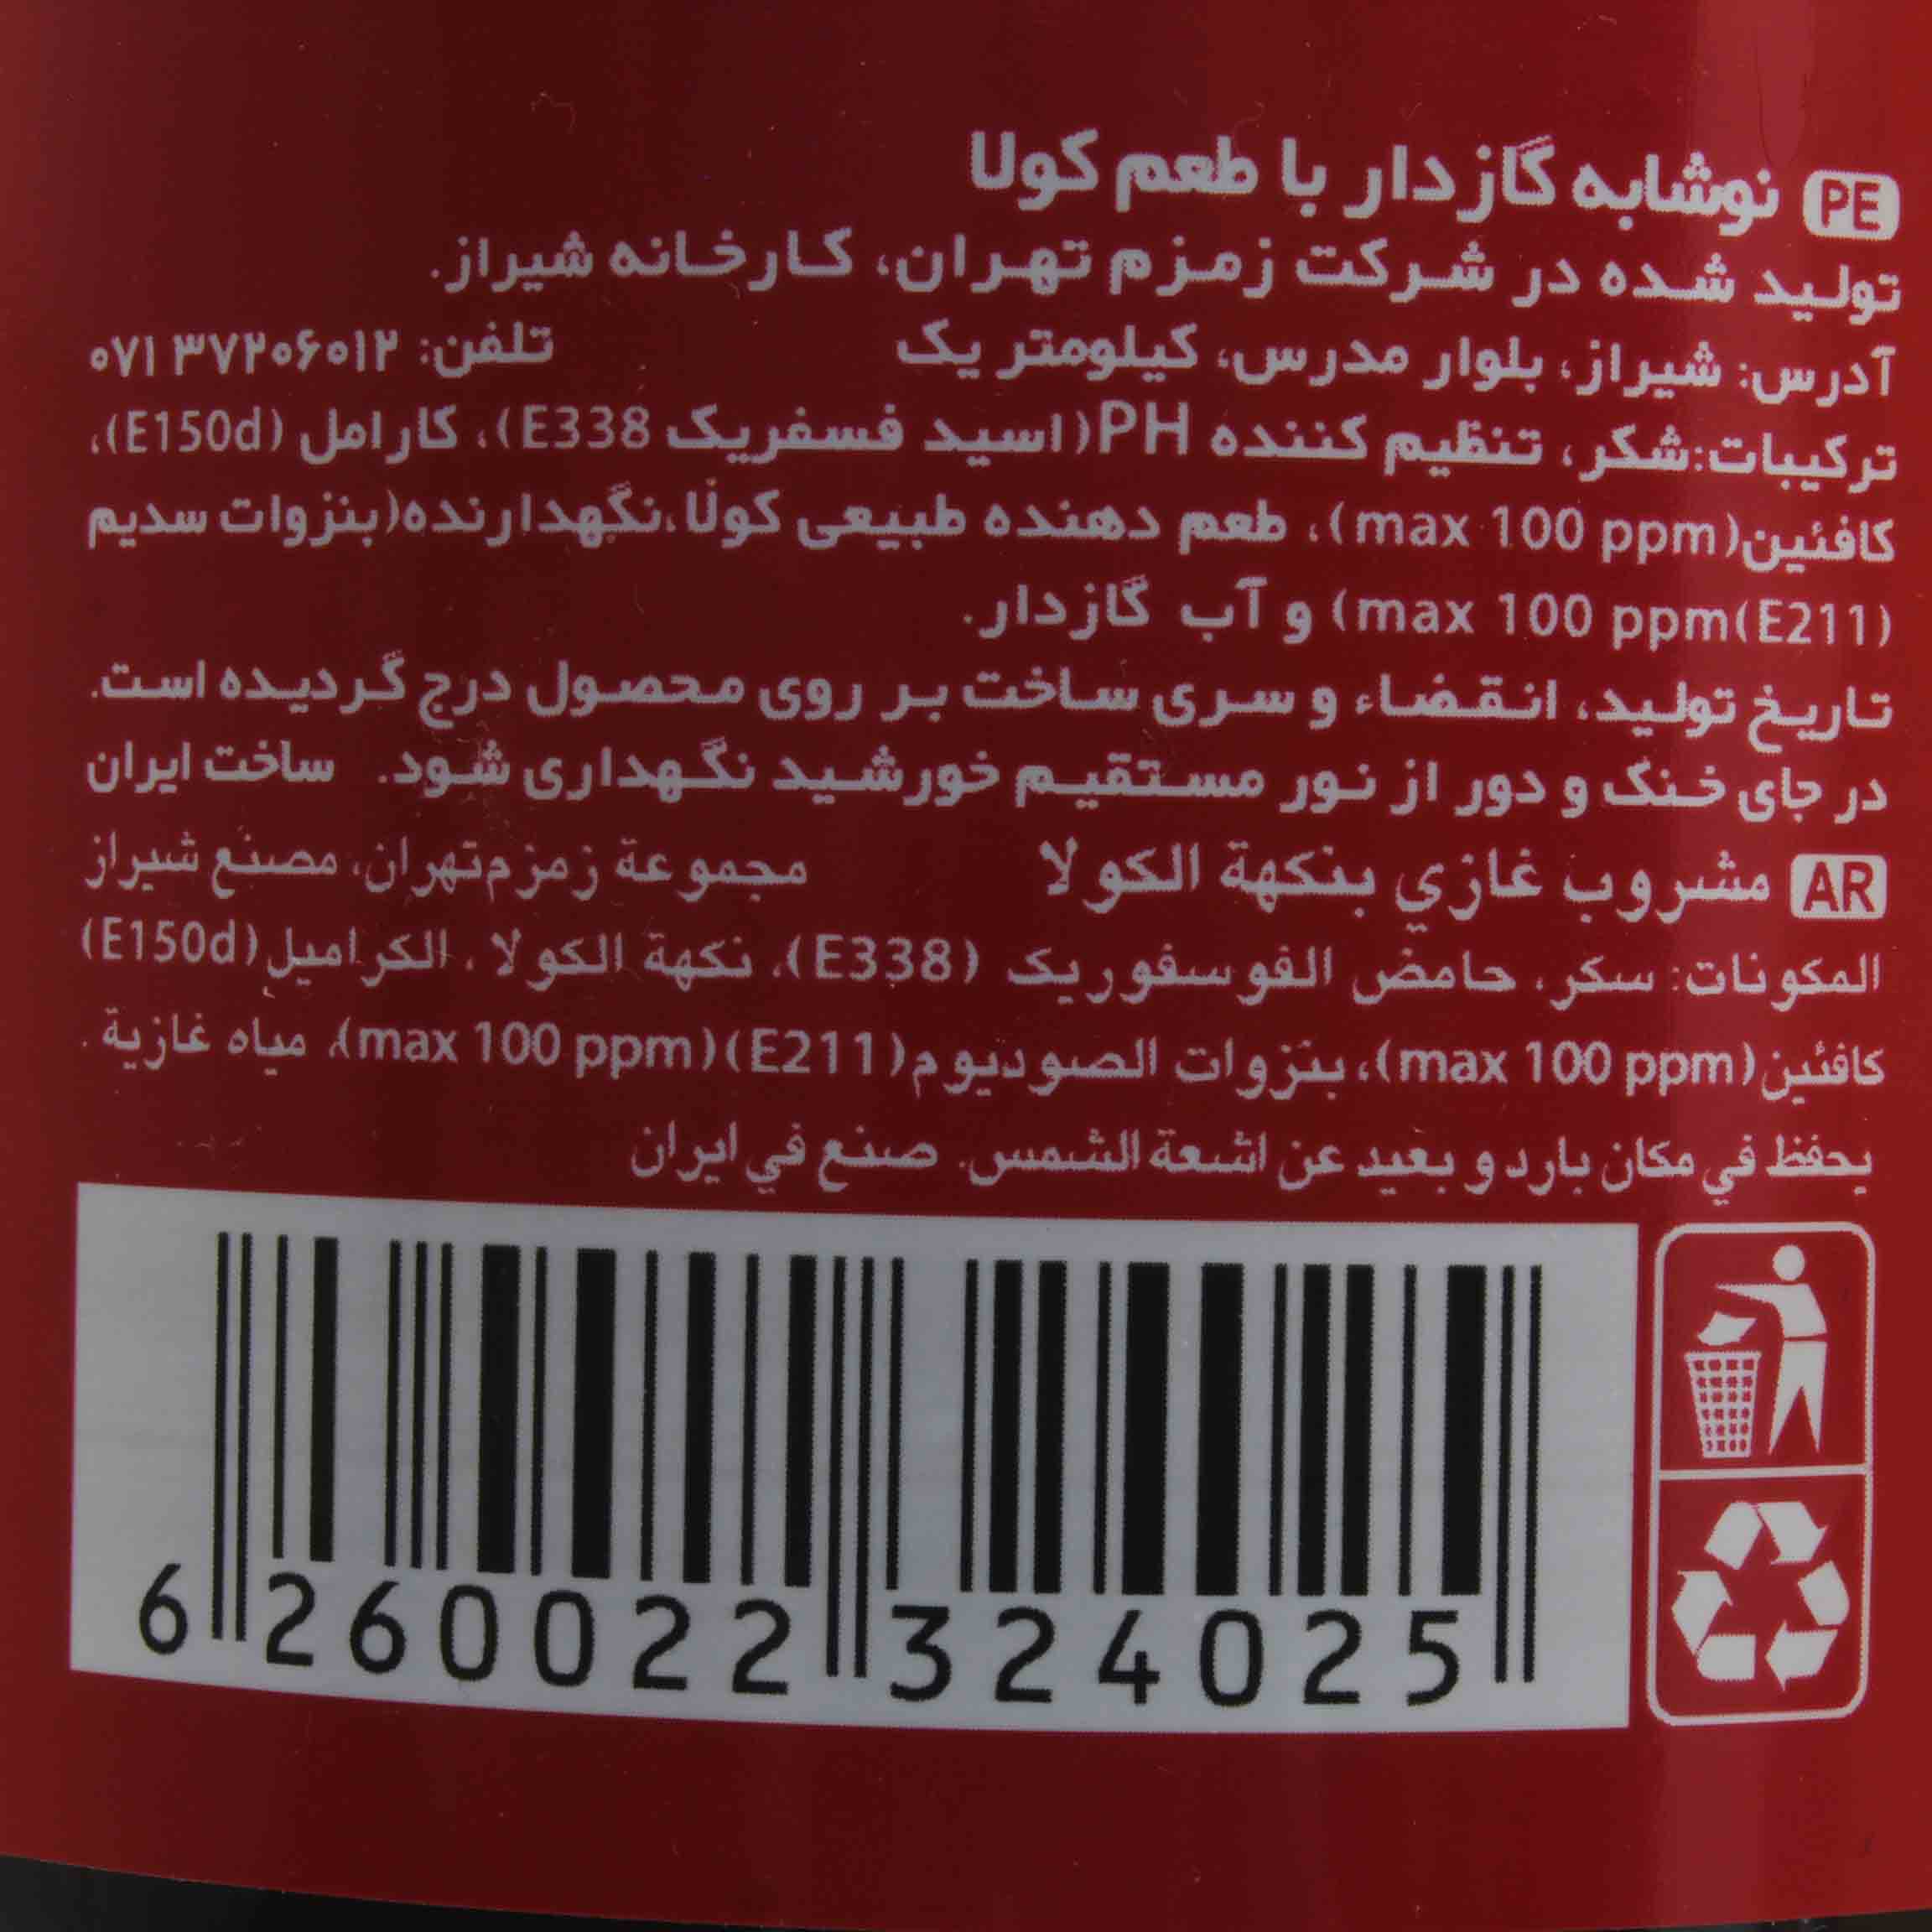 PE نوشابه گازدار با طعم کولا
تولید شده در شرکت زمزم تهران، کارخانه شیراز.
آدرس: شیراز، بلوار مدرس، کیلومتر یک تلفن: ۰۷۱ ۳۷۲۰۶۰۱۲
ترکیبات:شکر، تنظیم کننده PH(اسید فسفریک E338)، کارامل (E150d)،
کافئین(max 100 ppm)، طعم دهنده طبیعی کولا،نگهدارنده(بنزوات سدیم
(E211)max 100 ppm) و آب گازدار.
تاریخ تولید، انقضاء و سری ساخت بر روی محصول درج گردیده است.
در جای خنک و دور از نور مستقیم خورشید نگهداری شود. ساخت ایران
AR مشروب غازي بنكهة الكولا مجموعة زمزم تهران، مصنع شيراز
المكونات: سكر، حامض الفوسفوريک (E338)، نكهة الكولا ، الكراميل(E150d)
كافئين(max 100 ppm)، بنزوات الصوديوم(E211)(max 100 ppm)، مياه غازية .
يحفظ في مكان بارد و بعيد عن اشعة الشمس. صنع في ايران
6 260022 324025